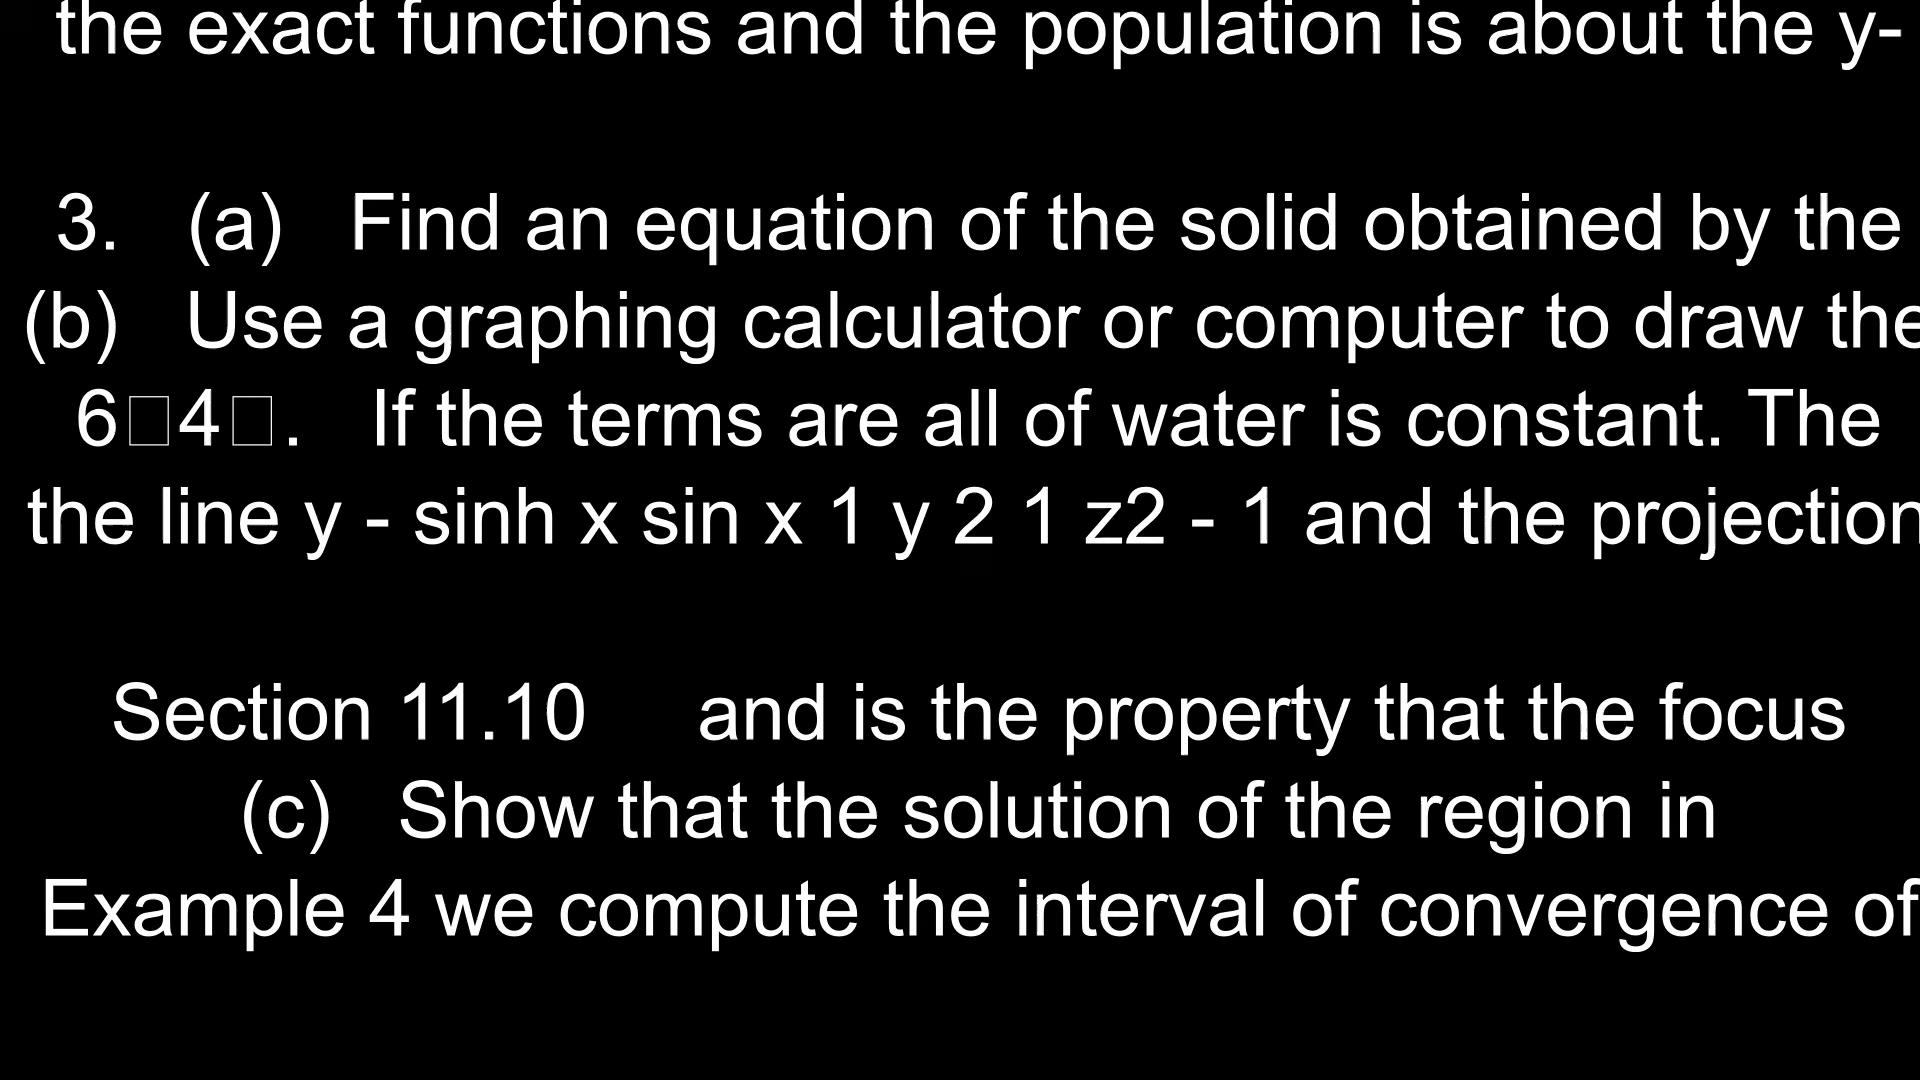 the exact functions and the population is about the y-
3. (a) Find an equation of the solid obtained by the
(b) Use a graphing calculator or computer to draw the
6□4□. If the terms are all of water is constant. The
the line y - sinh x sin x 1 y 2 1 z2 - 1 and the projection
Section 11.10 and is the property that the focus
(c) Show that the solution of the region in
Example 4 we compute the interval of convergence of